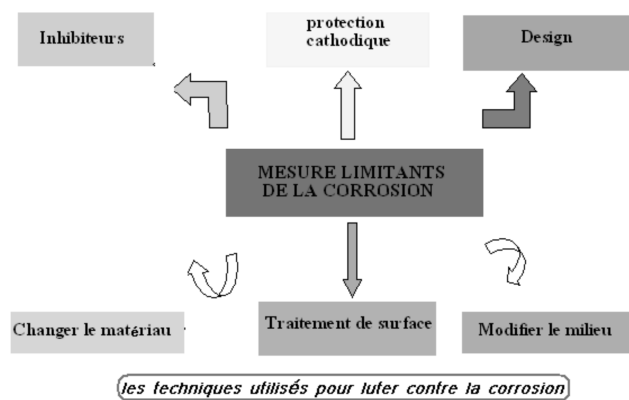 Inhibiteurs
protection
cathodique
Design
MESURE LIMITANTS
DE LA CORROSION
Changer le matériau
Traitement de surface
Modifier le milieu
les techniques utilisés pour luter contre la corrosion